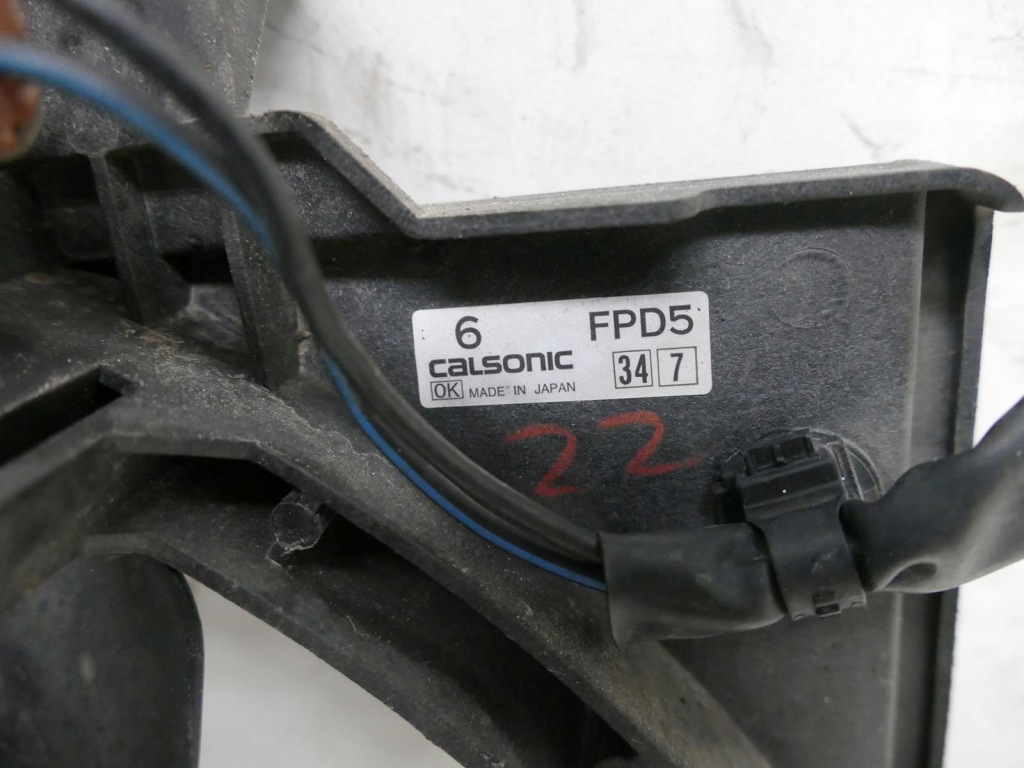 6 FPD5
CALSONIC 34 7
OK MADE IN JAPAN
22